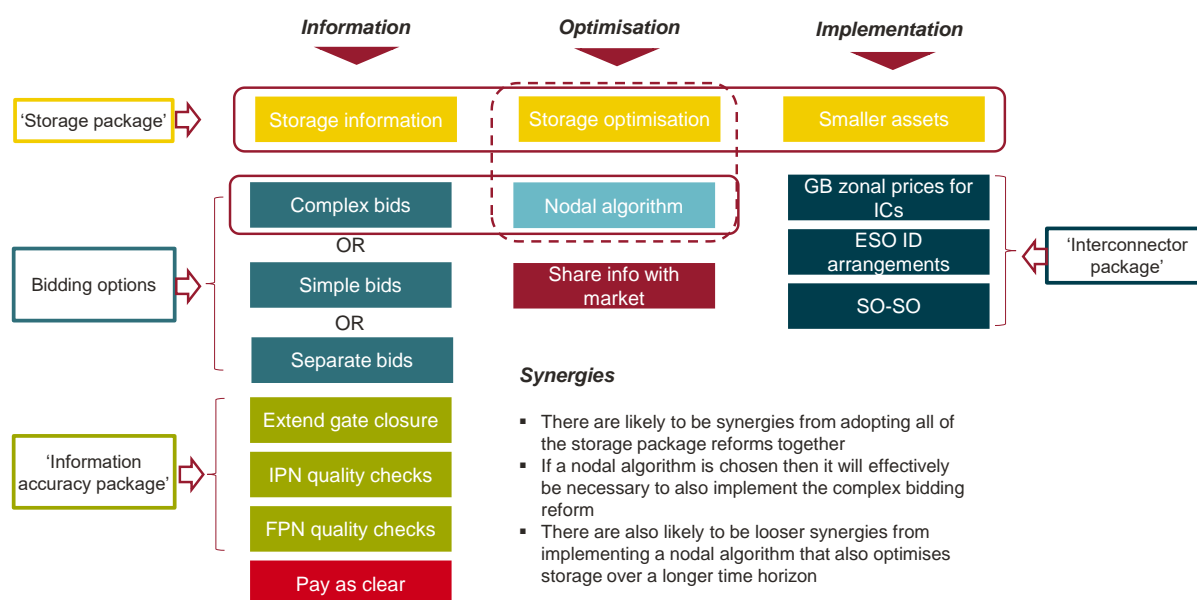 Information
Optimisation
Implementation
‘Storage package’
Storage information
Storage optimisation
Smaller assets
Bidding options
Complex bids
OR
Simple bids
OR
Separate bids
Nodal algorithm
Share info with
market
GB zonal prices for
ICs
ESO ID
arrangements
SO-SO
‘Interconnector
package’
‘Information
accuracy package’
Extend gate closure
IPN quality checks
FPN quality checks
Pay as clear
Synergies
▪ There are likely to be synergies from adopting all of
the storage package reforms together
▪ If a nodal algorithm is chosen then it will effectively
be necessary to also implement the complex bidding
reform
▪ There are also likely to be looser synergies from
implementing a nodal algorithm that also optimises
storage over a longer time horizon